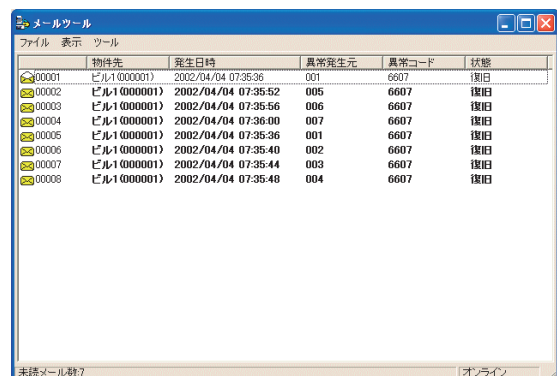 メールツール
ファイル 表示 ツール
物件先 発生日時 異常発生元 異常コード 状態
00001 ビル1(000001) 2002/04/04 07:35:36 001 6607 復旧
00002 ビル1(000001) 2002/04/04 07:35:52 005 6607 復旧
00003 ビル1(000001) 2002/04/04 07:35:56 006 6607 復旧
00004 ビル1(000001) 2002/04/04 07:36:00 007 6607 復旧
00005 ビル1(000001) 2002/04/04 07:35:36 001 6607 復旧
00006 ビル1(000001) 2002/04/04 07:35:40 002 6607 復旧
00007 ビル1(000001) 2002/04/04 07:35:44 003 6607 復旧
00008 ビル1(000001) 2002/04/04 07:35:48 004 6607 復旧
未読メール数:7 オンライン